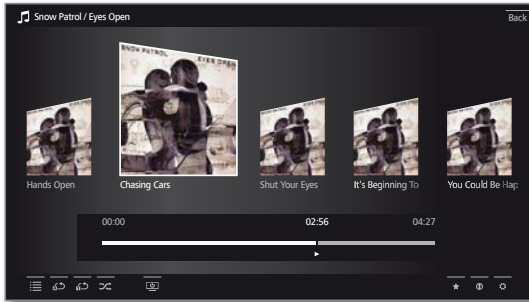 Snow Patrol / Eyes Open
Back
SNOW PATROL EYES OPEN
Hands Open
Chasing Cars
Shut Your Eyes
It's Beginning To
You Could Be Hap
00:00 02:56 04:27